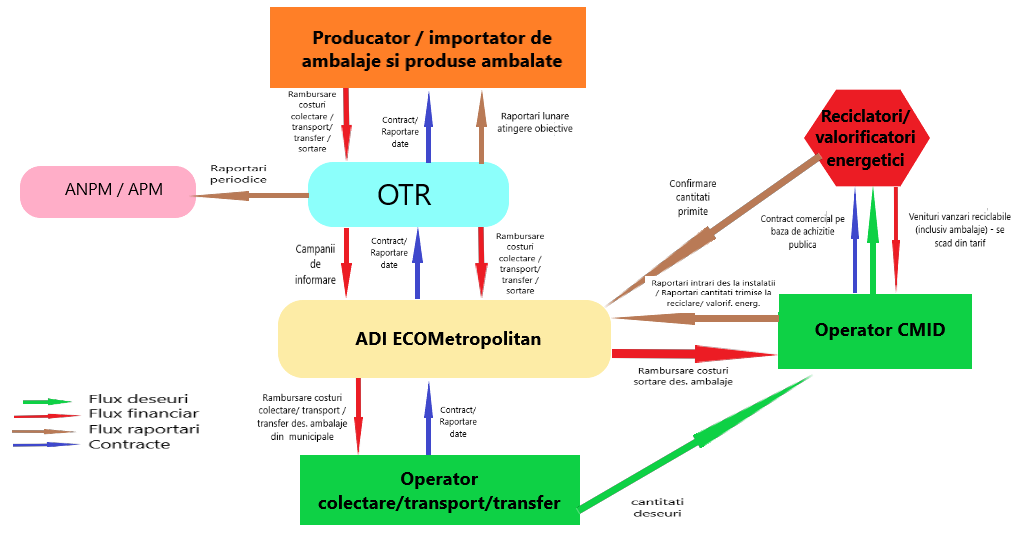 Producator / importator de
ambalaje si produse ambalate
Rambursare
costuri
colectare /
transport/
transfer /
sortare
Contract/
Raportare
date
Raportari lunare
atingere obiective
Reciclatori/
valorificatori
energetici
ANPM / APM
Raportari
periodice
OTR
Confirmare
cantitati
primite
Contract comercial pe
baza de achizitie
publica
Venituri vanzari reciclabile
(inclusiv ambalaje) - se
scad din tarif
Campanii
de
informare
Contract/
Raportare
date
Rambursare
costuri
colectare /
transport/
transfer /
sortare
Raportari intrari des la instalatii
/ Raportari cantitati trimise la
reciclare/ valorif. energ.
ADI ECOMetropolitan
Operator CMID
Rambursare costuri
sortare des. ambalaje
Rambursare costuri
colectare/ transport /
transfer des. ambalaje
din municipale
Contract/
Raportare
date
Flux deseuri
Flux financiar
Flux raportari
Contracte
Operator
colectare/transport/transfer
cantitati
deseuri